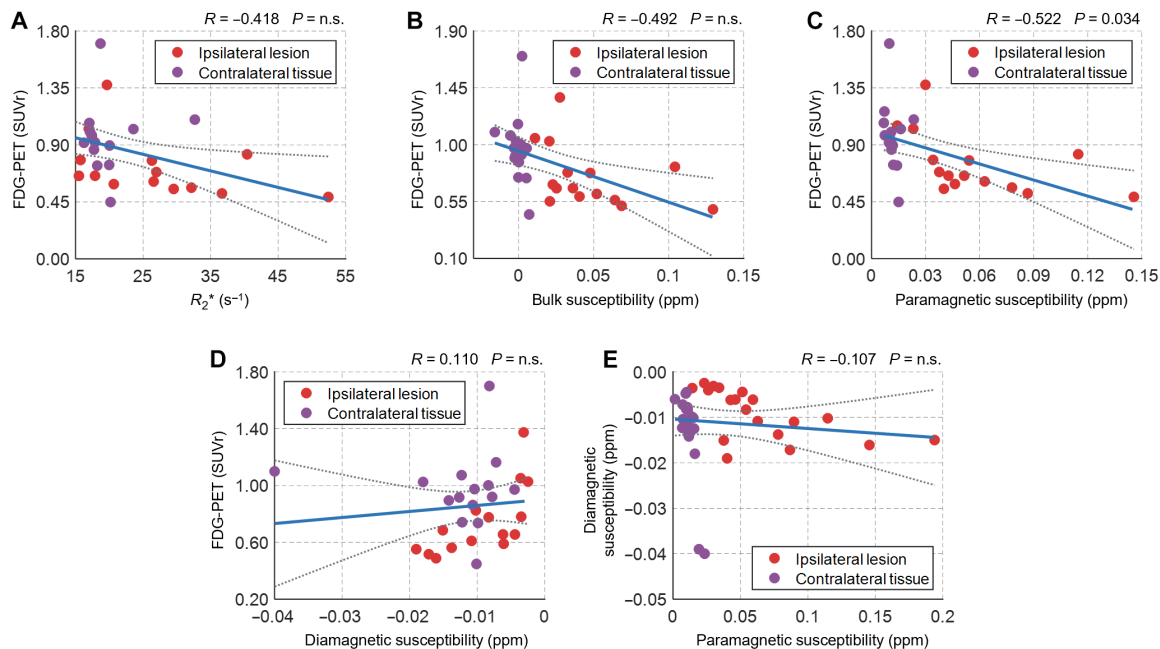 A
R = −0.418 P = n.s.
FDG-PET (SUVr)
1.80
1.35
0.90
0.45
0.00
Ipsilateral lesion
Contralateral tissue
15 25 35 45 55
R2* (s−1)
B
R = −0.492 P = n.s.
FDG-PET (SUVr)
1.90
1.45
1.00
0.55
0.10
Ipsilateral lesion
Contralateral tissue
0 0.05 0.10 0.15
Bulk susceptibility (ppm)
C
R = −0.522 P = 0.034
FDG-PET (SUVr)
1.80
1.35
0.90
0.45
0.00
Ipsilateral lesion
Contralateral tissue
0 0.03 0.06 0.09 0.12 0.15
Paramagnetic susceptibility (ppm)
D
R = 0.110 P = n.s.
FDG-PET (SUVr)
1.80
1.40
1.00
0.60
0.20
Ipsilateral lesion
Contralateral tissue
−0.04 −0.03 −0.02 −0.01 0
Diamagnetic susceptibility (ppm)
E
R = −0.107 P = n.s.
Diamagnetic
susceptibility (ppm)
0.00
−0.01
−0.02
−0.03
−0.04
−0.05
Ipsilateral lesion
Contralateral tissue
0 0.05 0.1 0.15 0.2
Paramagnetic susceptibility (ppm)